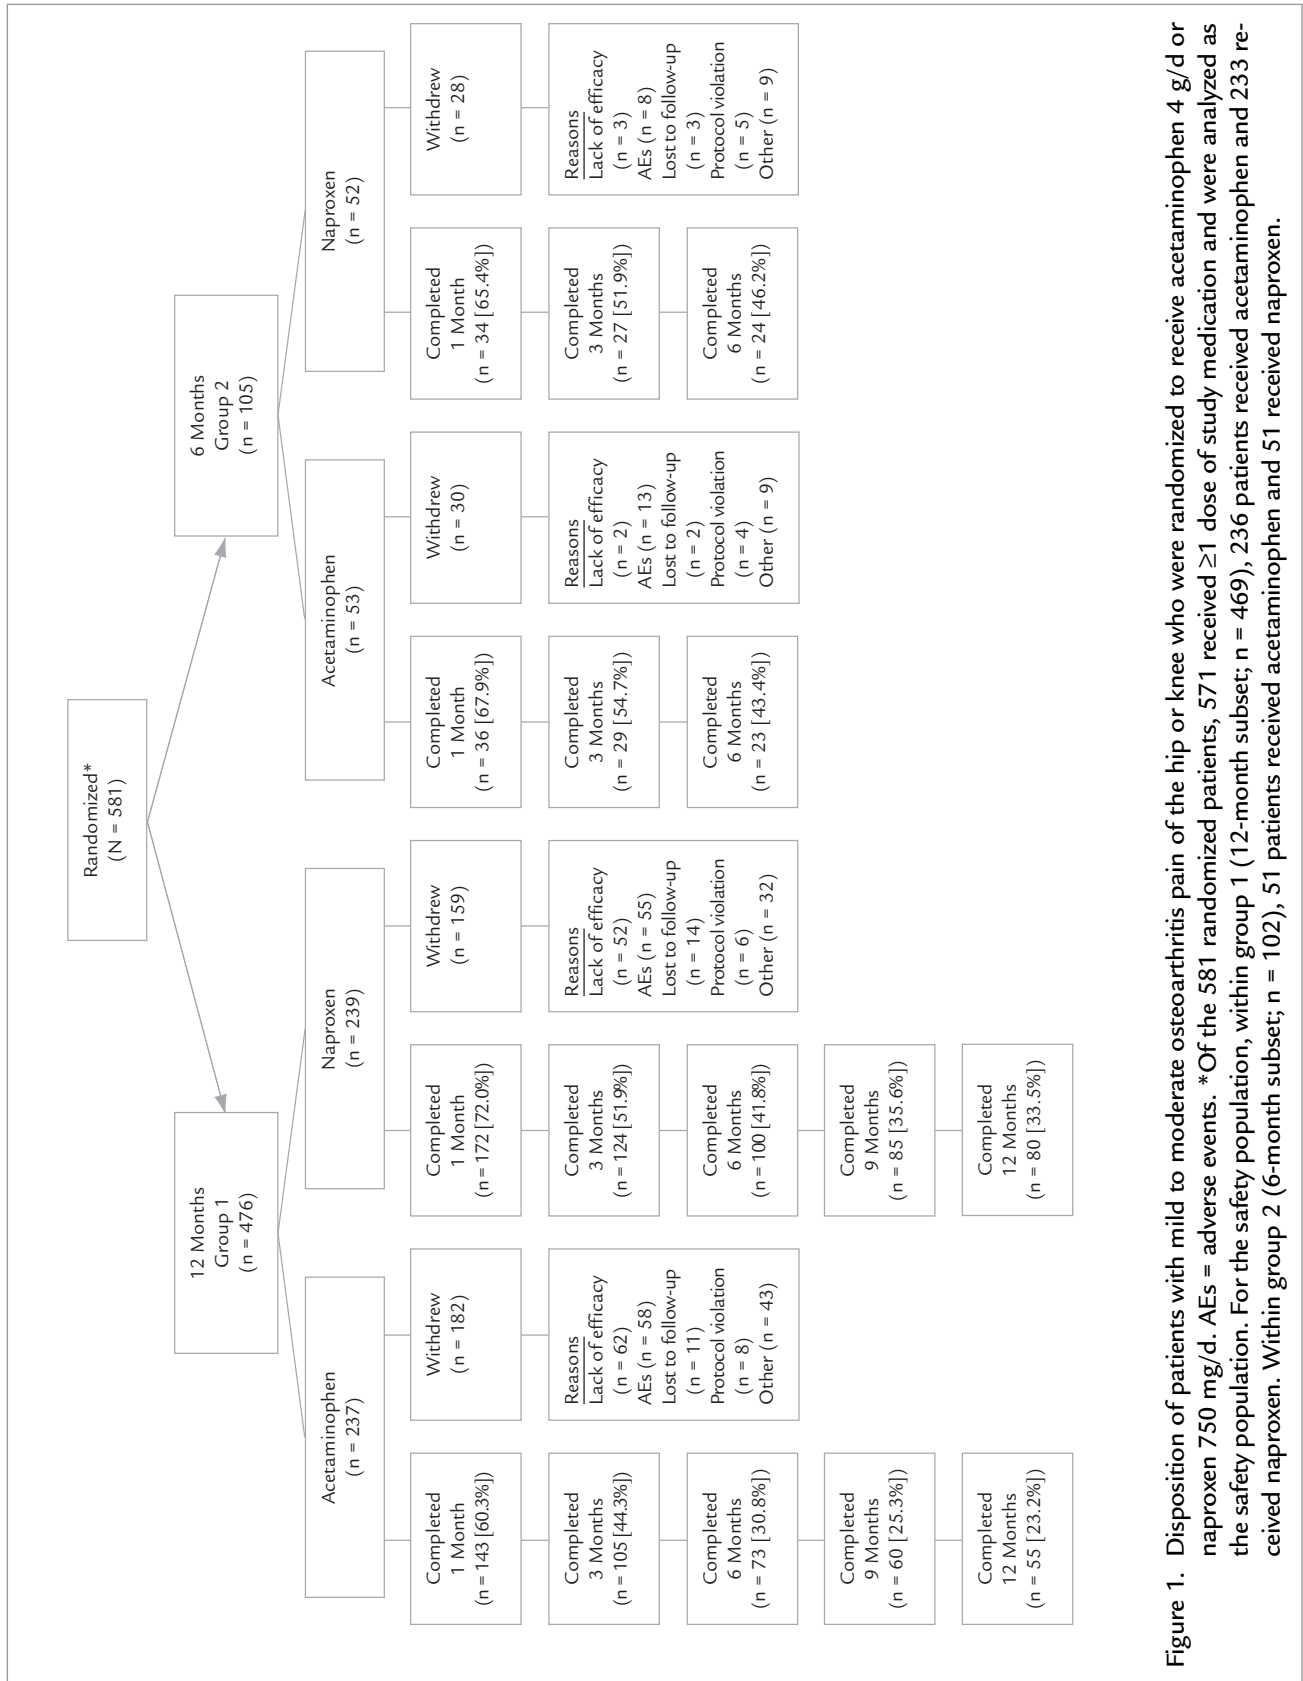 Randomized*
(N = 581)
12 Months
Group 1
(n = 476)
6 Months
Group 2
(n = 105)
Acetaminophen
(n = 237)
Naproxen
(n = 239)
Acetaminophen
(n = 53)
Naproxen
(n = 52)
Completed
1 Month
(n = 143 [60.3%])
Withdrew
(n = 182)
Completed
1 Month
(n = 172 [72.0%])
Withdrew
(n = 159)
Completed
1 Month
(n = 36 [67.9%])
Withdrew
(n = 30)
Completed
1 Month
(n = 34 [65.4%])
Withdrew
(n = 28)
Completed
3 Months
(n = 105 [44.3%])
Reasons
Lack of efficacy
(n = 62)
AEs (n = 58)
Lost to follow-up
(n = 11)
Protocol violation
(n = 8)
Other (n = 43)
Completed
3 Months
(n = 124 [51.9%])
Reasons
Lack of efficacy
(n = 52)
AEs (n = 55)
Lost to follow-up
(n = 14)
Protocol violation
(n = 6)
Other (n = 32)
Completed
3 Months
(n = 29 [54.7%])
Reasons
Lack of efficacy
(n = 2)
AEs (n = 13)
Lost to follow-up
(n = 2)
Protocol violation
(n = 4)
Other (n = 9)
Completed
3 Months
(n = 27 [51.9%])
Reasons
Lack of efficacy
(n = 3)
AEs (n = 8)
Lost to follow-up
(n = 3)
Protocol violation
(n = 5)
Other (n = 9)
Completed
6 Months
(n = 73 [30.8%])
Completed
6 Months
(n = 100 [41.8%])
Completed
6 Months
(n = 23 [43.4%])
Completed
6 Months
(n = 24 [46.2%])
Completed
9 Months
(n = 60 [25.3%])
Completed
9 Months
(n = 85 [35.6%])
Completed
12 Months
(n = 55 [23.2%])
Completed
12 Months
(n = 80 [33.5%])
Figure 1. Disposition of patients with mild to moderate osteoarthritis pain of the hip or knee who were randomized to receive acetaminophen 4 g/d or
naproxen 750 mg/d. AEs = adverse events. *Of the 581 randomized patients, 571 received ≥1 dose of study medication and were analyzed as
the safety population. For the safety population, within group 1 (12-month subset; n = 469), 236 patients received acetaminophen and 233 re-
ceived naproxen. Within group 2 (6-month subset; n = 102), 51 patients received acetaminophen and 51 received naproxen.